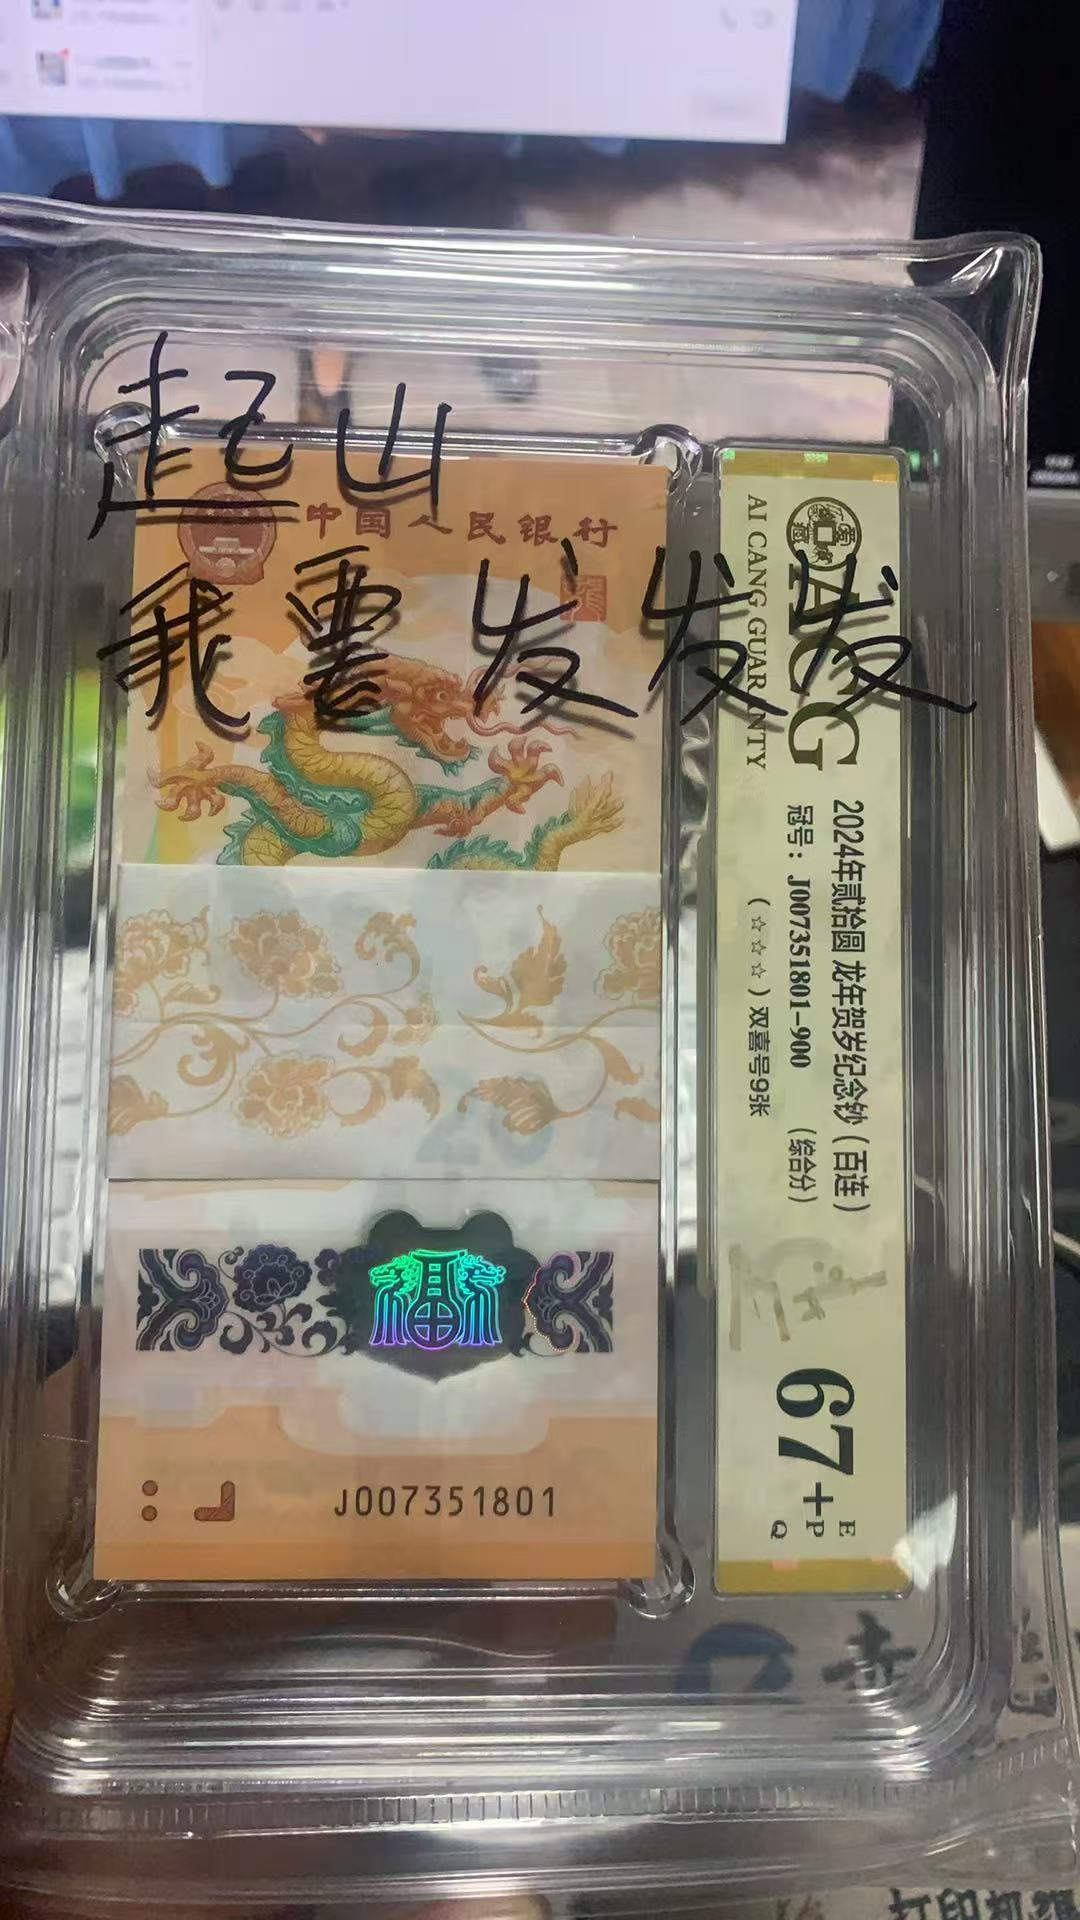 起山
我要发发发
中国人民银行
J007351801
ACG
AI CANG GUARANTY
2024年贰拾圆 龙年贺岁纪念钞（百连）
冠号：J007351801-900 （综合分）
（☆☆☆）双喜号9张
67+
E
P
Q